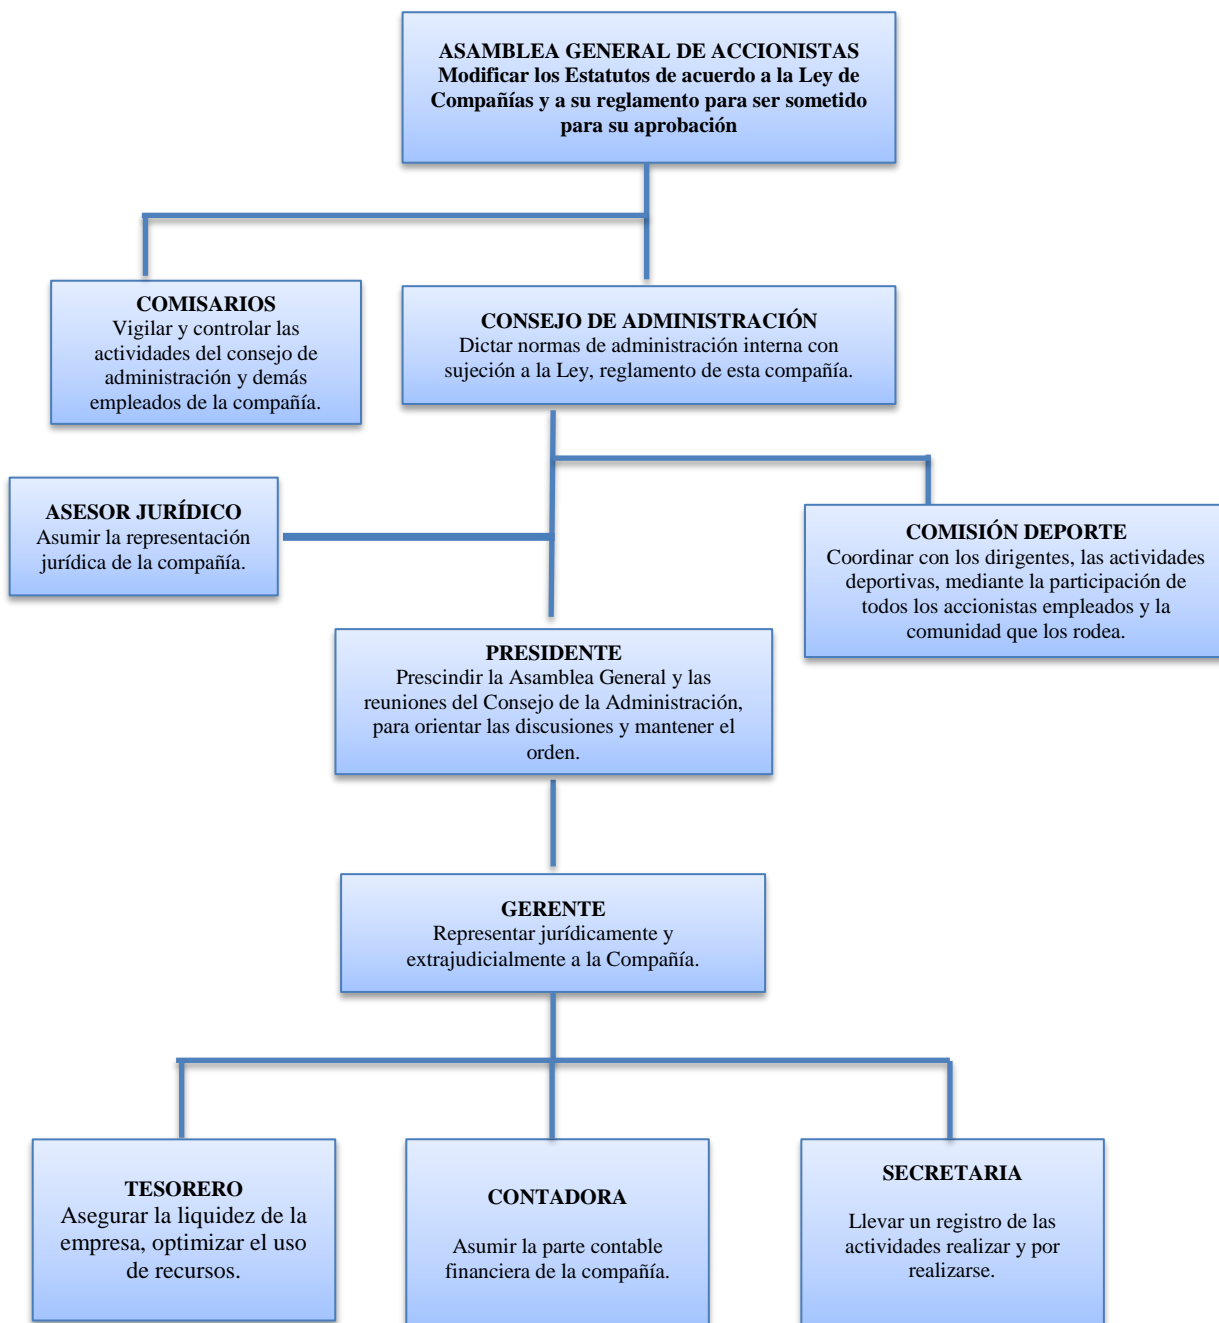 ASAMBLEA GENERAL DE ACCIONISTAS
Modificar los Estatutos de acuerdo a la Ley de
Compañías y a su reglamento para ser sometido
para su aprobación
COMISARIOS
Vigilar y controlar las
actividades del consejo de
administración y demás
empleados de la compañía.
CONSEJO DE ADMINISTRACIÓN
Dictar normas de administración interna con
sujeción a la Ley, reglamento de esta compañía.
ASESOR JURÍDICO
Asumir la representación
jurídica de la compañía.
COMISIÓN DEPORTE
Coordinar con los dirigentes, las actividades
deportivas, mediante la participación de
todos los accionistas empleados y la
comunidad que los rodea.
PRESIDENTE
Prescindir la Asamblea General y las
reuniones del Consejo de la Administración,
para orientar las discusiones y mantener el
orden.
GERENTE
Representar jurídicamente y
extrajudicialmente a la Compañía.
TESORERO
Asegurar la liquidez de la
empresa, optimizar el uso
de recursos.
CONTADORA
Asumir la parte contable
financiera de la compañía.
SECRETARIA
Llevar un registro de las
actividades realizar y por
realizarse.